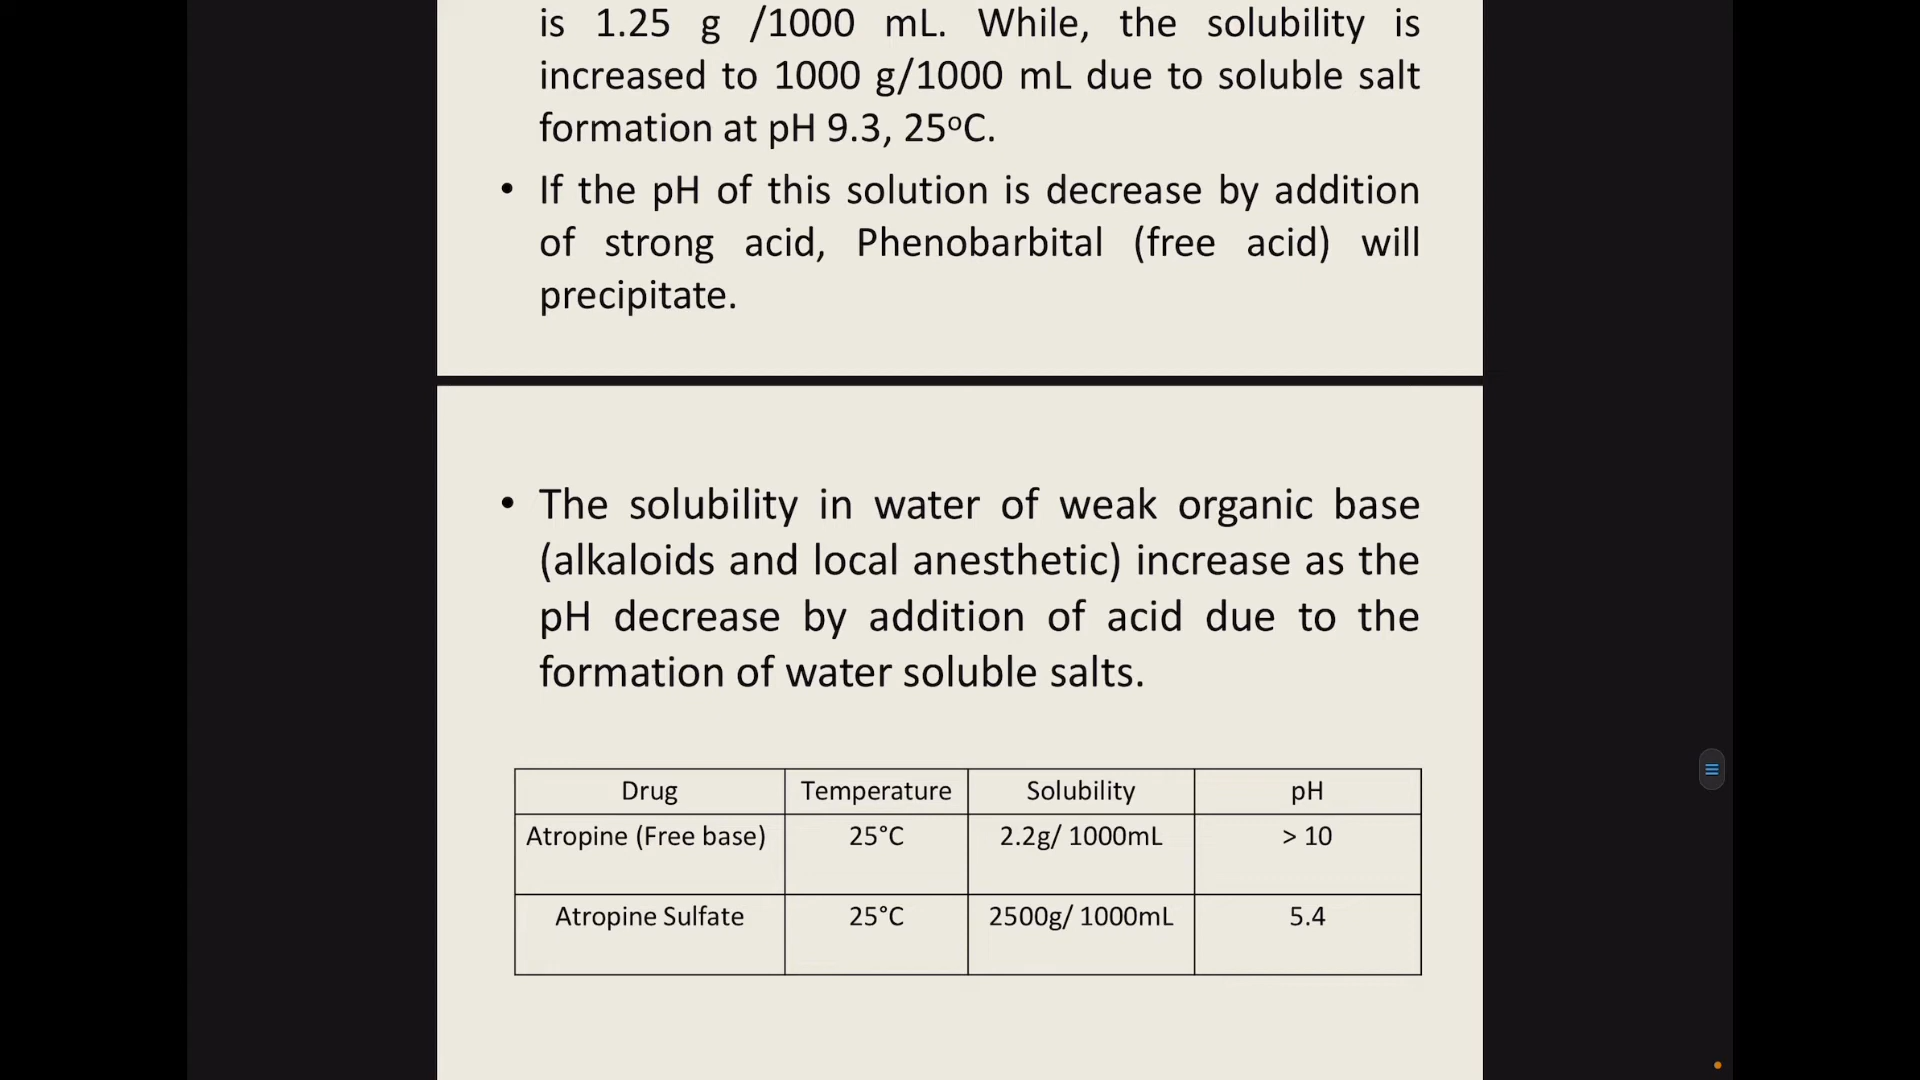 is 1.25 g /1000 mL. While, the solubility is
increased to 1000 g/1000 mL due to soluble salt
formation at pH 9.3, 25°C.
• If the pH of this solution is decrease by addition
of strong acid, Phenobarbital (free acid) will
precipitate.
• The solubility in water of weak organic base
(alkaloids and local anesthetic) increase as the
pH decrease by addition of acid due to the
formation of water soluble salts.
Drug Temperature Solubility pH
Atropine (Free base) 25°C 2.2g/ 1000mL > 10
Atropine Sulfate 25°C 2500g/ 1000mL 5.4